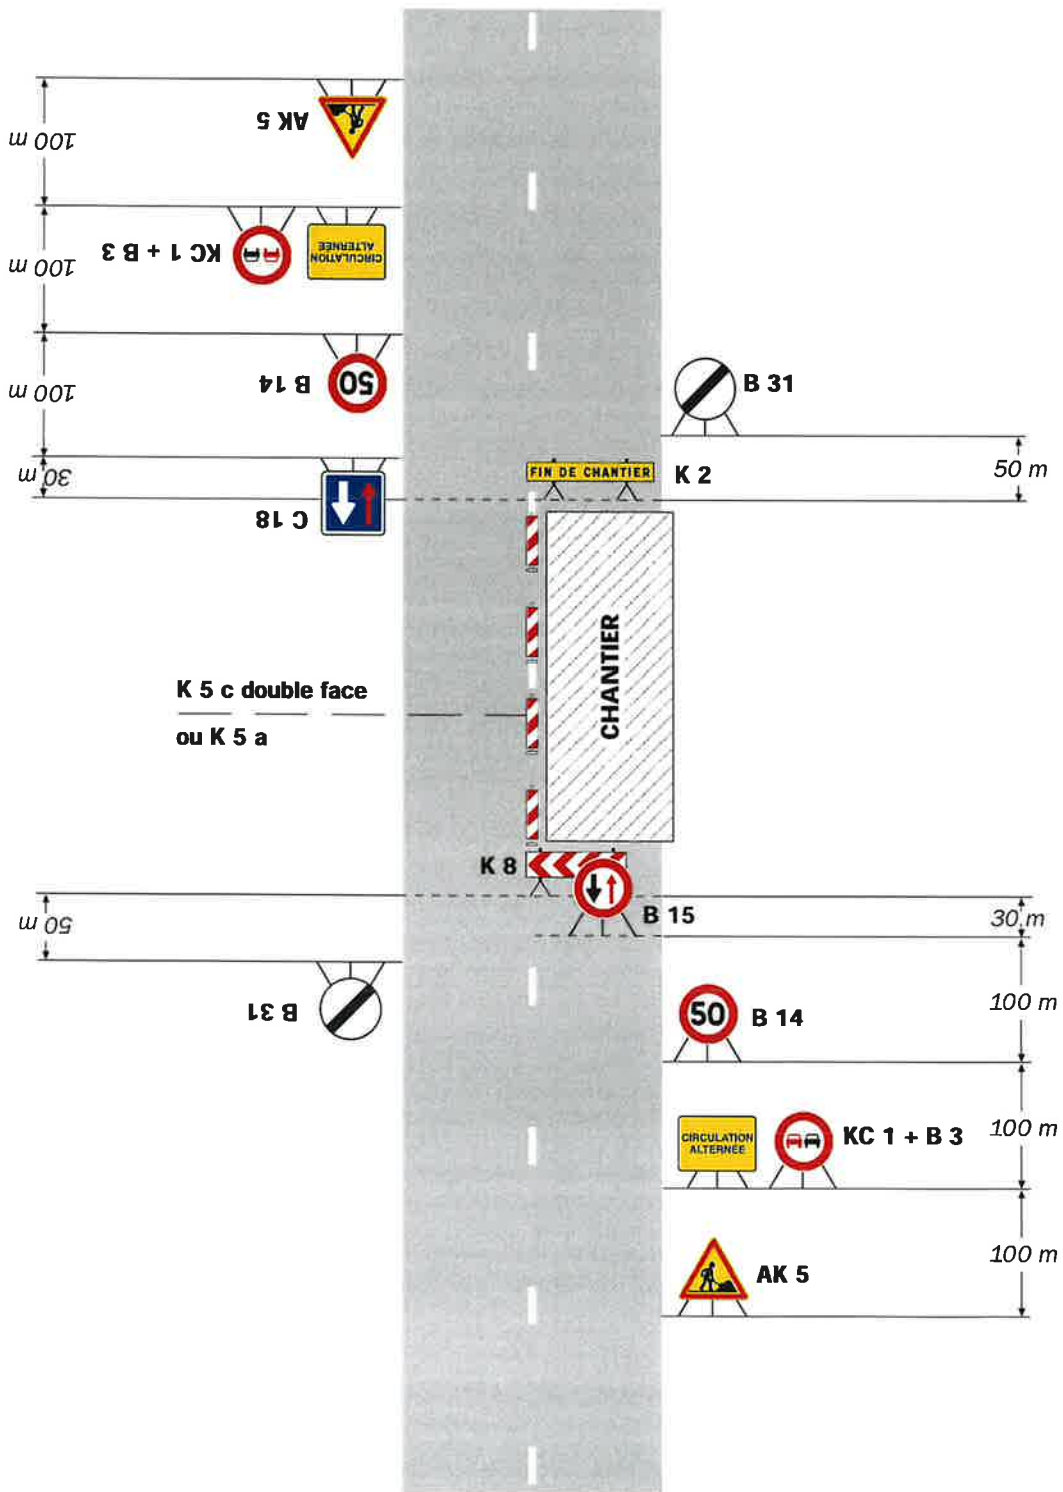 100 m
AK 5
100 m
KC 1 + B 3
CIRCULATION
ALTERNÉE
100 m
B 14
50
30 m
C 18
B 31
50 m
FIN DE CHANTIER
K 2
CHANTIER
K 5 c double face
ou K 5 a
K 8
B 15
30 m
50 m
B 31
50
B 14
100 m
CIRCULATION
ALTERNÉE
KC 1 + B 3
100 m
AK 5
100 m